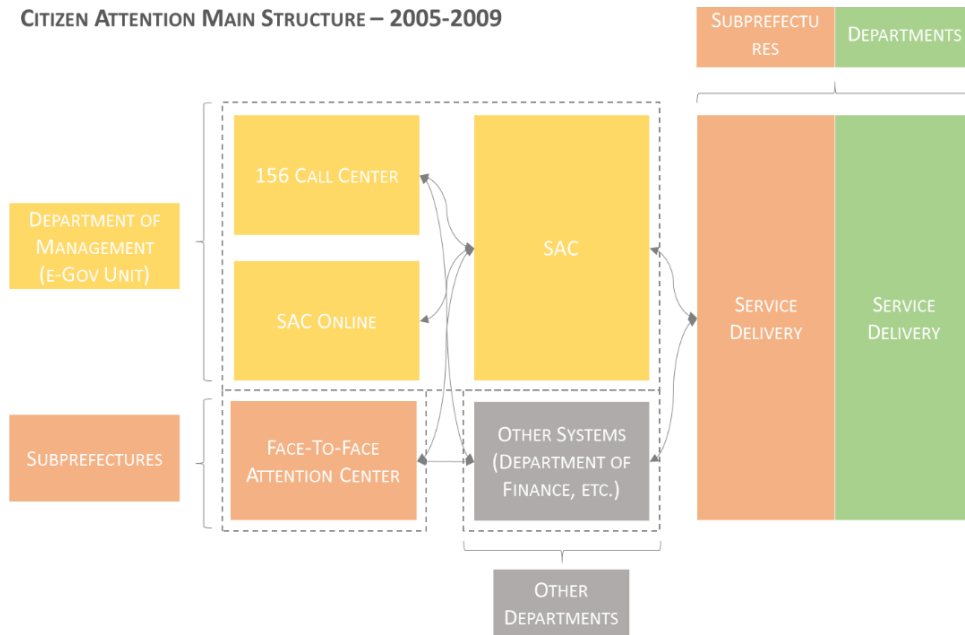 CITIZEN ATTENTION MAIN STRUCTURE – 2005-2009
SUBPREFECTU
RES
DEPARTMENTS
156 CALL CENTER
SAC
DEPARTMENT OF
MANAGEMENT
(E-GOV UNIT)
SAC ONLINE
SERVICE
DELIVERY
SERVICE
DELIVERY
SUBPREFECTURES
FACE-TO-FACE
ATTENTION CENTER
OTHER SYSTEMS
(DEPARTMENT OF
FINANCE, ETC.)
OTHER
DEPARTMENTS